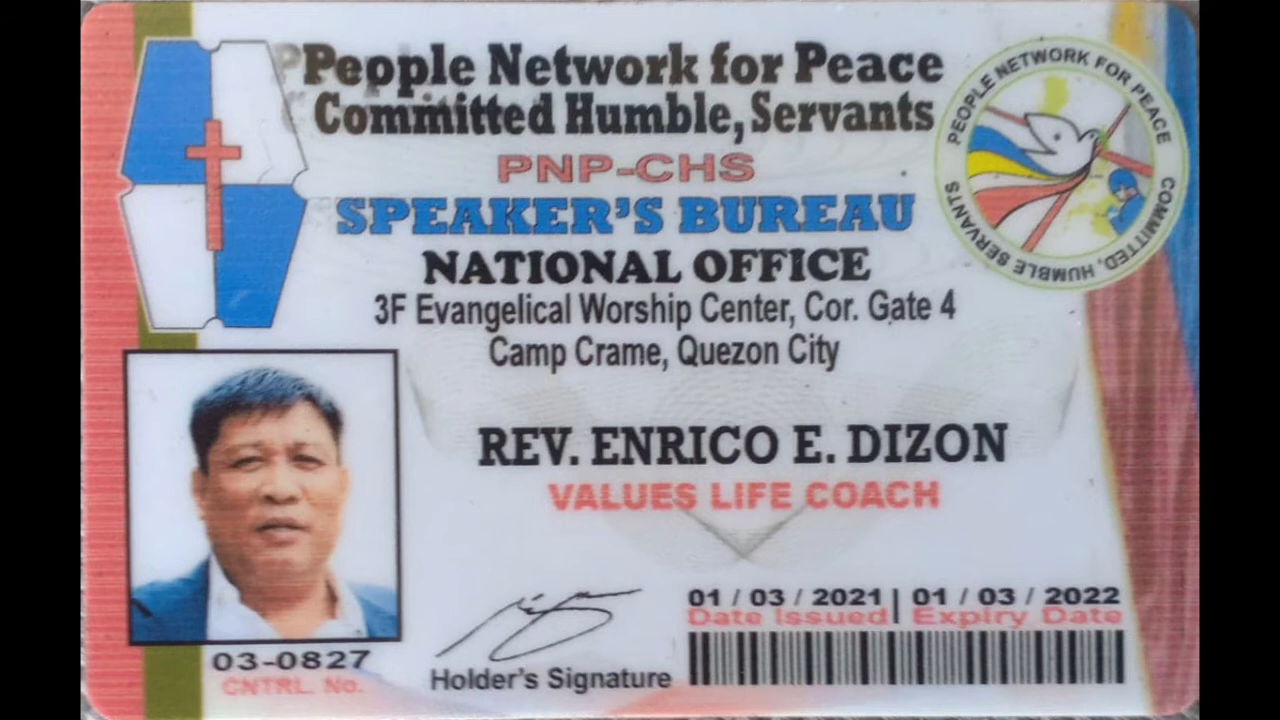 People Network for Peace
Committed Humble, Servants
PNP-CHS
SPEAKER'S BUREAU
NATIONAL OFFICE
3F Evangelical Worship Center, Cor. Gate 4
Camp Crame, Quezon City
PEOPLE NETWORK FOR PEACE
COMMITTED, HUMBLE SERVANTS
REV. ENRICO E. DIZON
VALUES LIFE COACH
01 / 03 / 2021 | 01 / 03 / 2022
Date Issued | Expiry Date
03-0827
CNTRL. No.
Holder's Signature